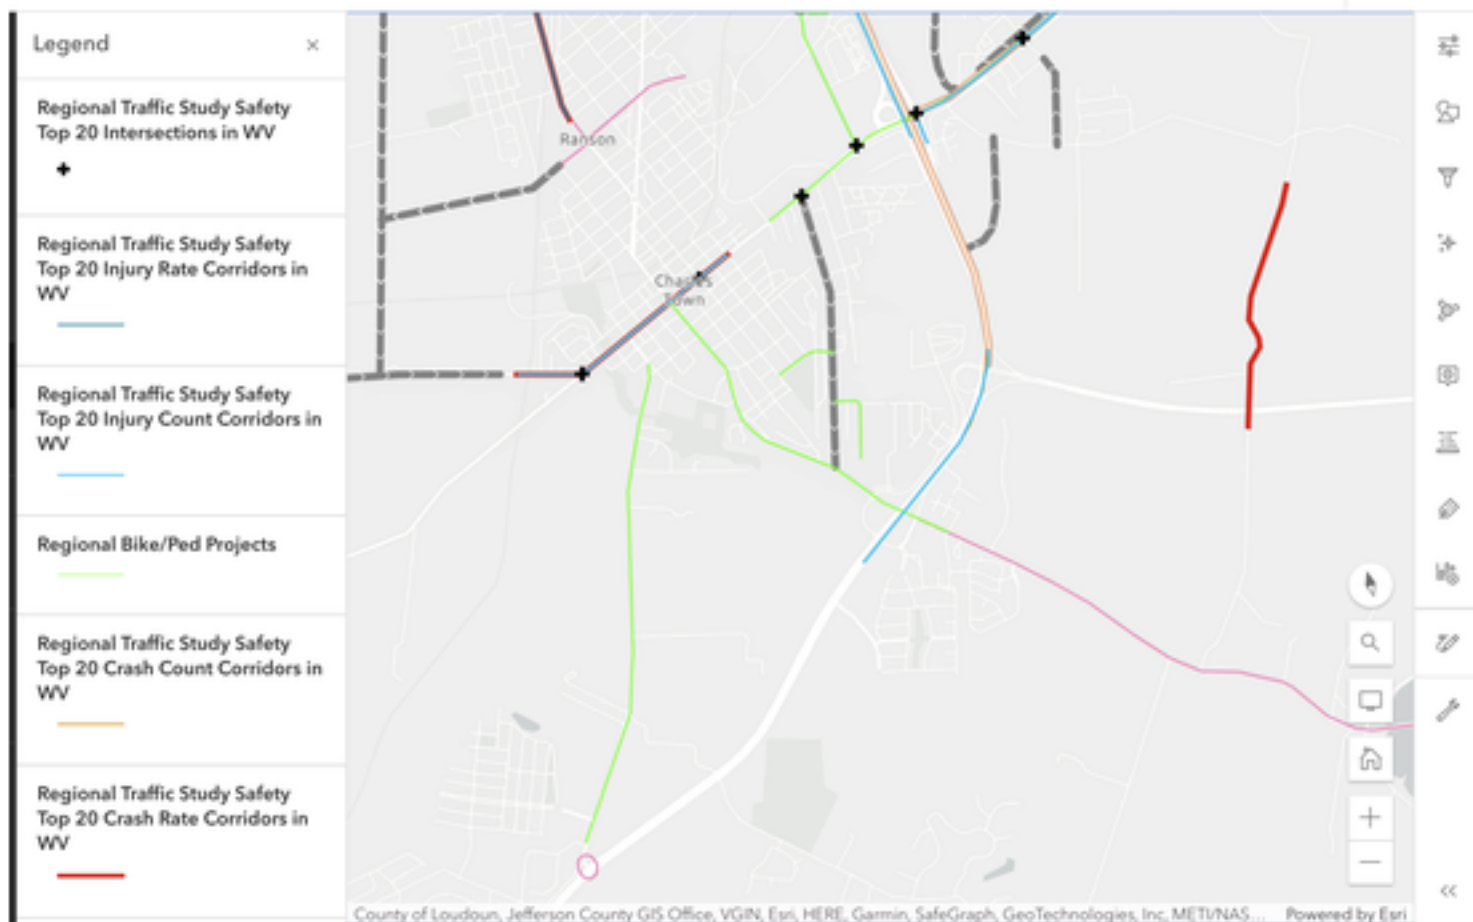 Legend
Regional Traffic Study Safety
Top 20 Intersections in WV
Regional Traffic Study Safety
Top 20 Injury Rate Corridors in
WV
Regional Traffic Study Safety
Top 20 Injury Count Corridors in
WV
Regional Bike/Ped Projects
Regional Traffic Study Safety
Top 20 Crash Count Corridors in
WV
Regional Traffic Study Safety
Top 20 Crash Rate Corridors in
WV
Ranson
Charles
Town
County of Loudoun, Jefferson County GIS Office, VGIN, Esri, HERE, Garmin, SafeGraph, GeoTechnologies, Inc, METI/NAS... Powered by Esri